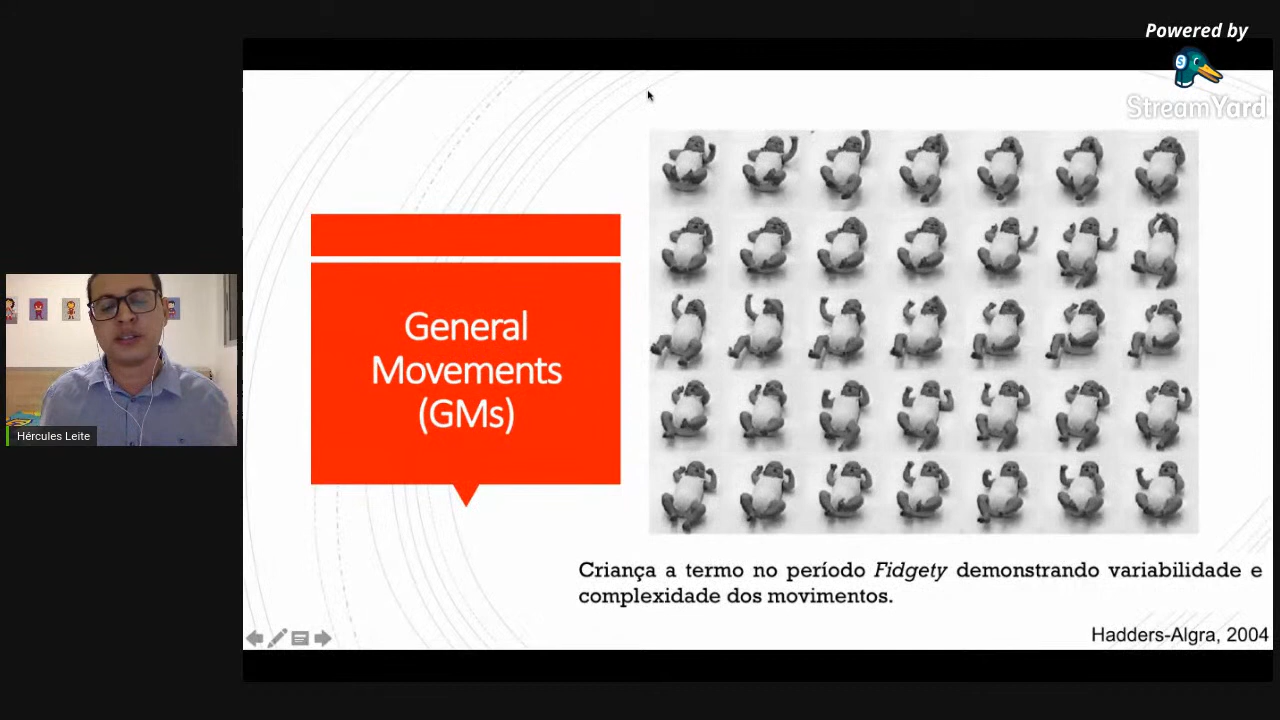 Powered by
StreamYard
General
Movements
(GMs)
Hércules Leite
Criança a termo no período Fidgety demonstrando variabilidade e
complexidade dos movimentos.
Hadders-Algra, 2004